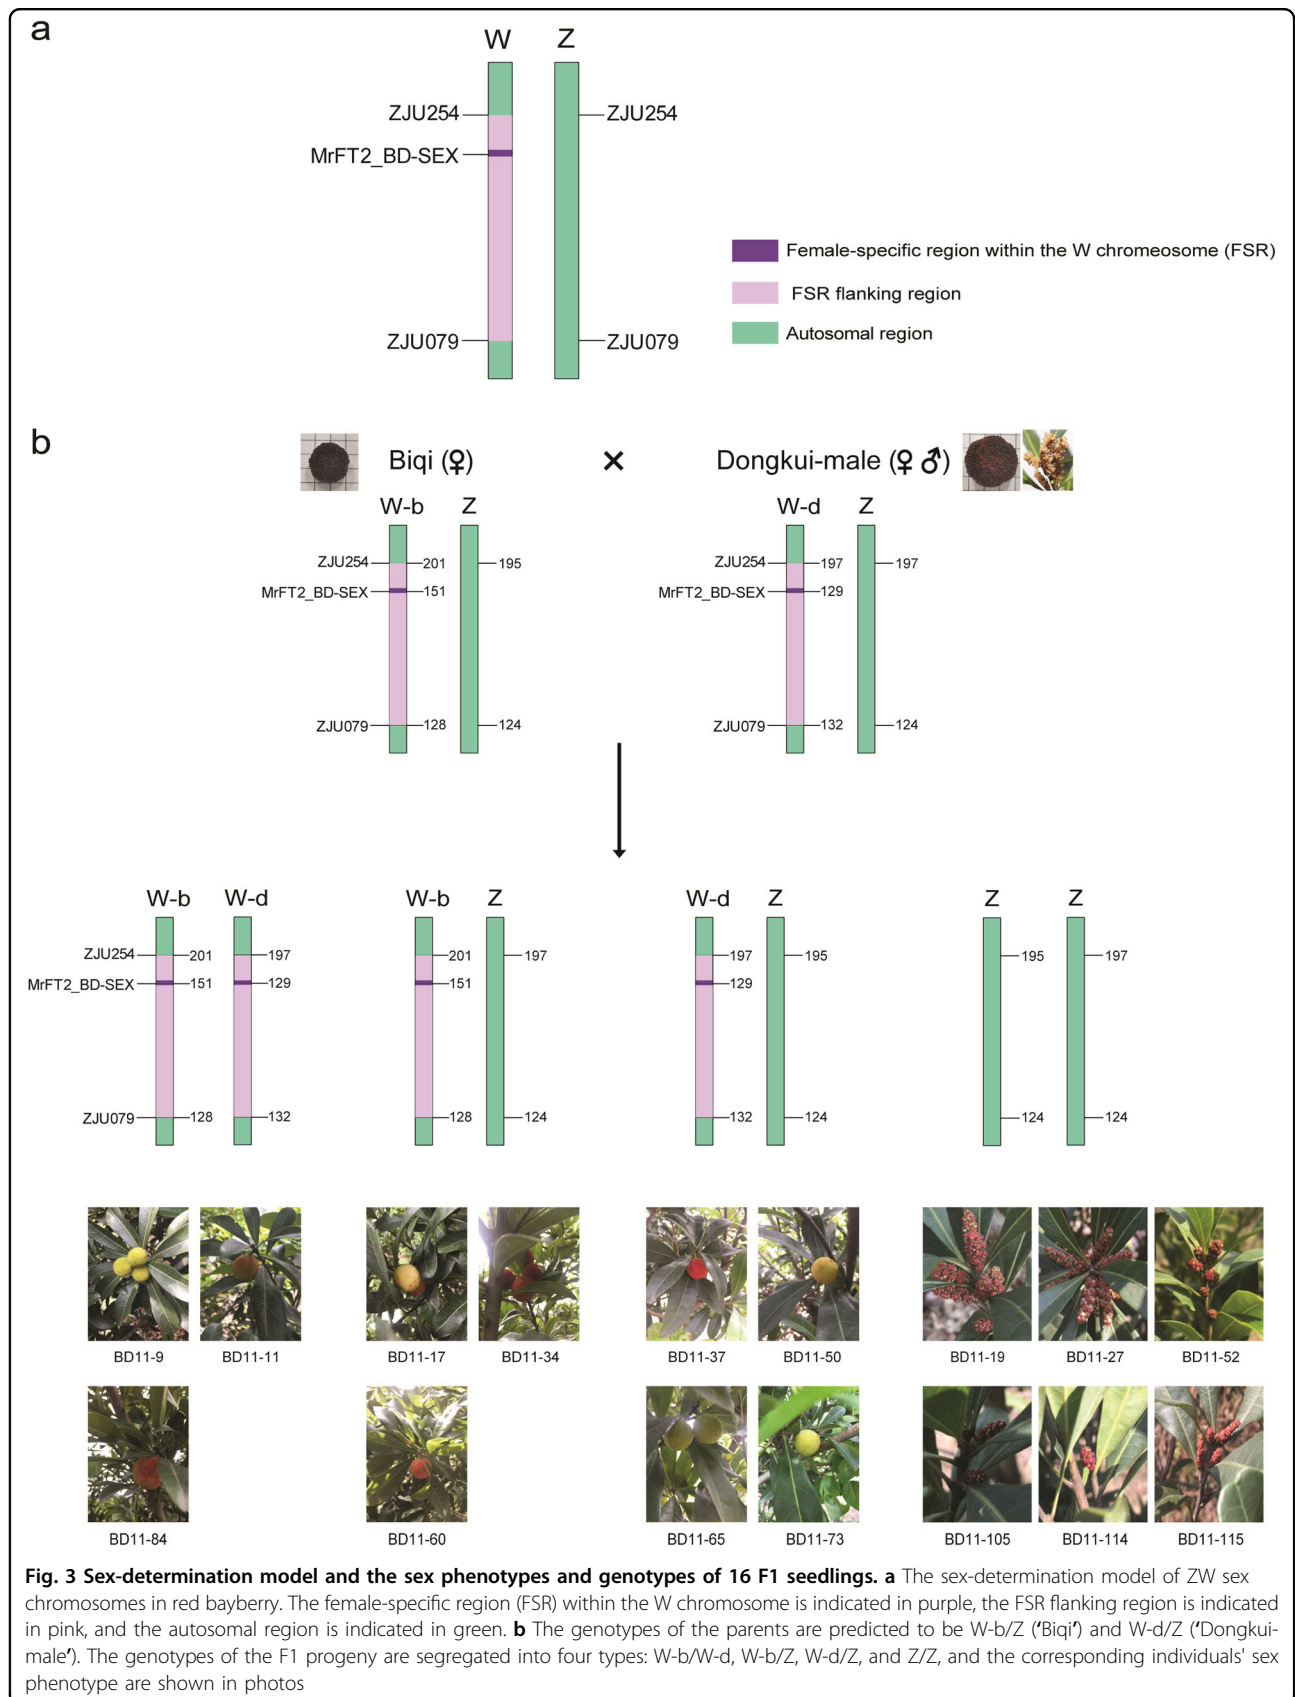 a
W Z
ZJU254 ZJU254
MrFT2_BD-SEX
Female-specific region within the W chromeosome (FSR)
FSR flanking region
ZJU079 ZJU079
Autosomal region
b
Biqi (♀) × Dongkui-male (♀ ♂)
W-b Z W-d Z
ZJU254 201 195 ZJU254 197 197
MrFT2_BD-SEX 151 MrFT2_BD-SEX 129
ZJU079 128 124 ZJU079 132 124
W-b W-d W-b Z W-d Z Z Z
ZJU254 201 197 201 197 197 195 195 197
MrFT2_BD-SEX 151 129 151 129
ZJU079 128 132 128 124 132 124 124 124
BD11-9 BD11-11 BD11-17 BD11-34 BD11-37 BD11-50 BD11-19 BD11-27 BD11-52
BD11-84 BD11-60 BD11-65 BD11-73 BD11-105 BD11-114 BD11-115
Fig. 3 Sex-determination model and the sex phenotypes and genotypes of 16 F1 seedlings. a The sex-determination model of ZW sex
chromosomes in red bayberry. The female-specific region (FSR) within the W chromosome is indicated in purple, the FSR flanking region is indicated
in pink, and the autosomal region is indicated in green. b The genotypes of the parents are predicted to be W-b/Z ('Biqi') and W-d/Z ('Dongkui-
male'). The genotypes of the F1 progeny are segregated into four types: W-b/W-d, W-b/Z, W-d/Z, and Z/Z, and the corresponding individuals' sex
phenotype are shown in photos